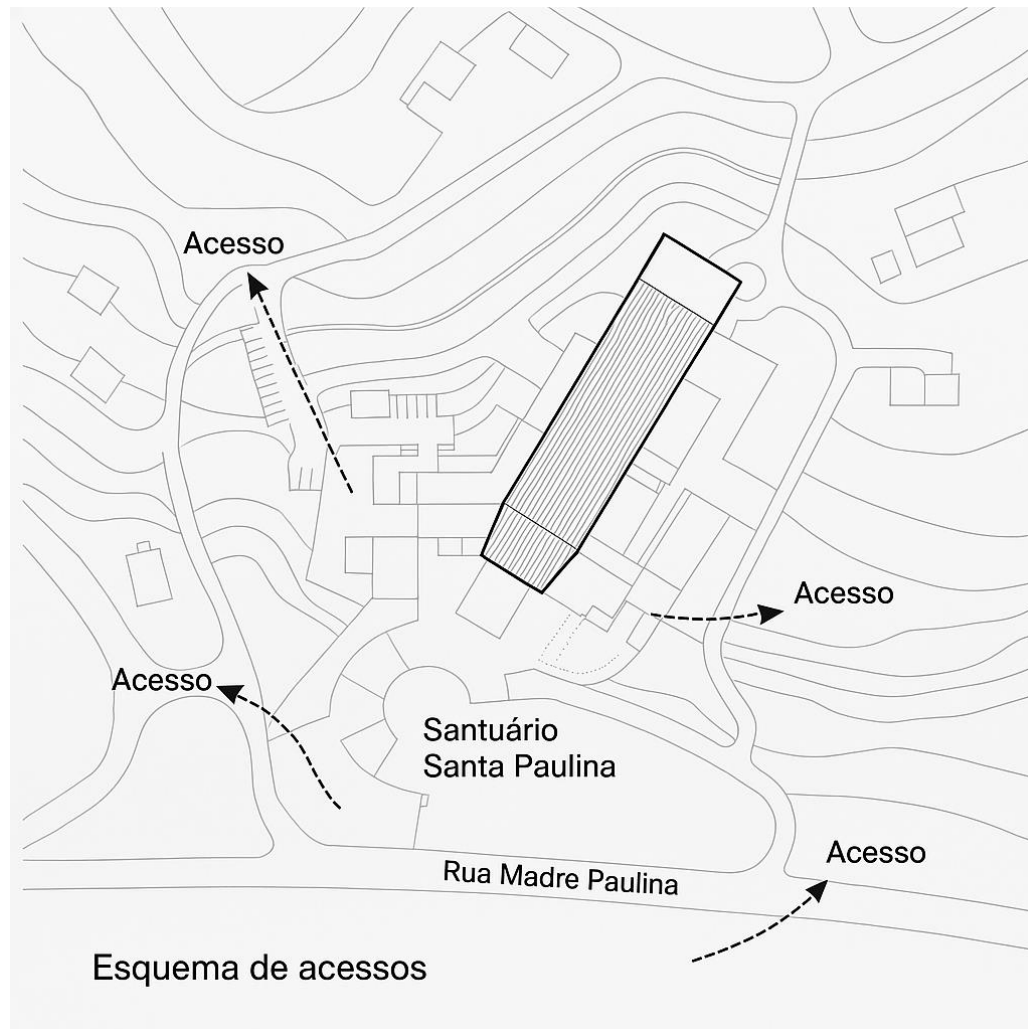 Acesso
Acesso
Acesso
Santuário
Santa Paulina
Acesso
Rua Madre Paulina
Esquema de acessos